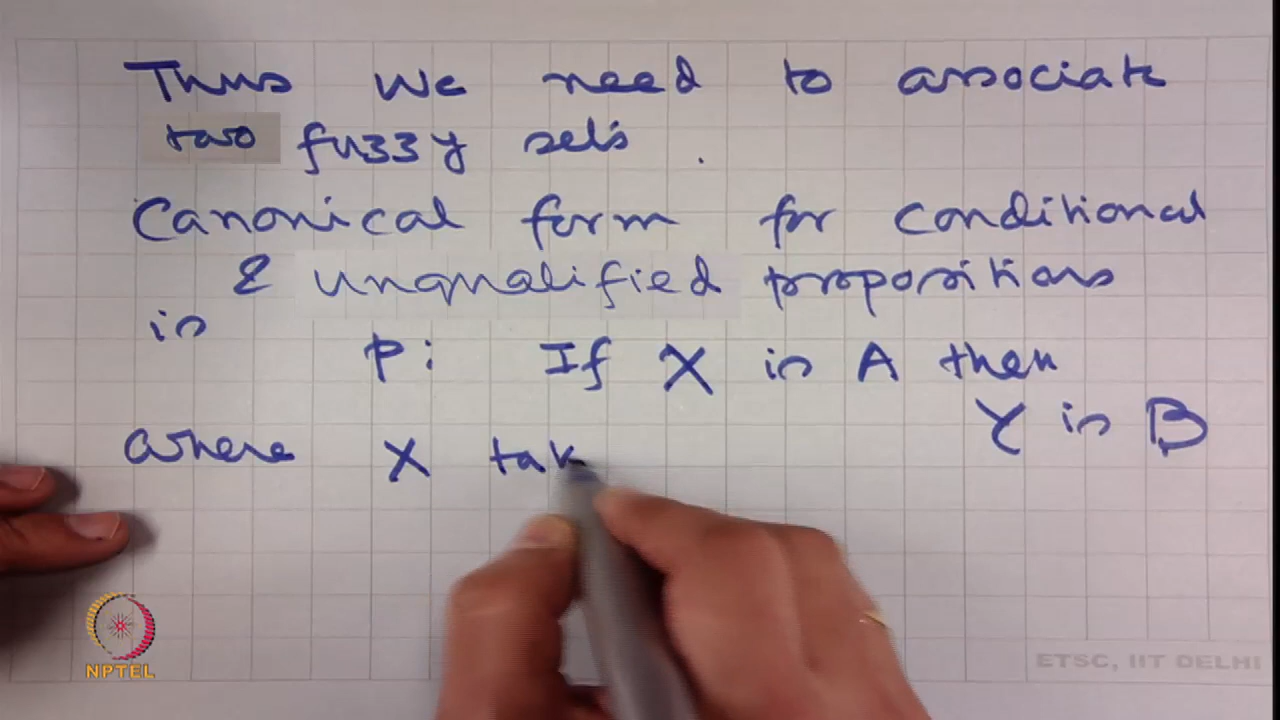 Thus we need to associate
two fuzzy sets .
Canonical form for conditional
& unqualified propositions
is
p: If X is A then
Y is B
where X tak
NPTEL
ETSC, IIT DELHI